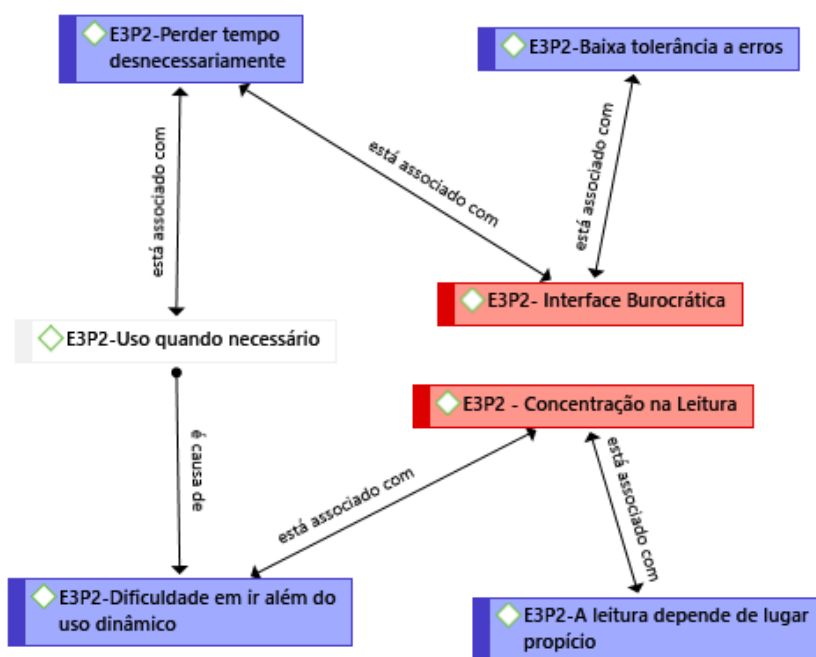 E3P2-Perder tempo
desnecessariamente
E3P2-Baixa tolerância a erros
está associado com
está associado com
está associado com
E3P2- Interface Burocrática
E3P2-Uso quando necessário
E3P2 - Concentração na Leitura
é causa de
está associado com
está associado com
E3P2-Dificuldade em ir além do
uso dinâmico
E3P2-A leitura depende de lugar
propício